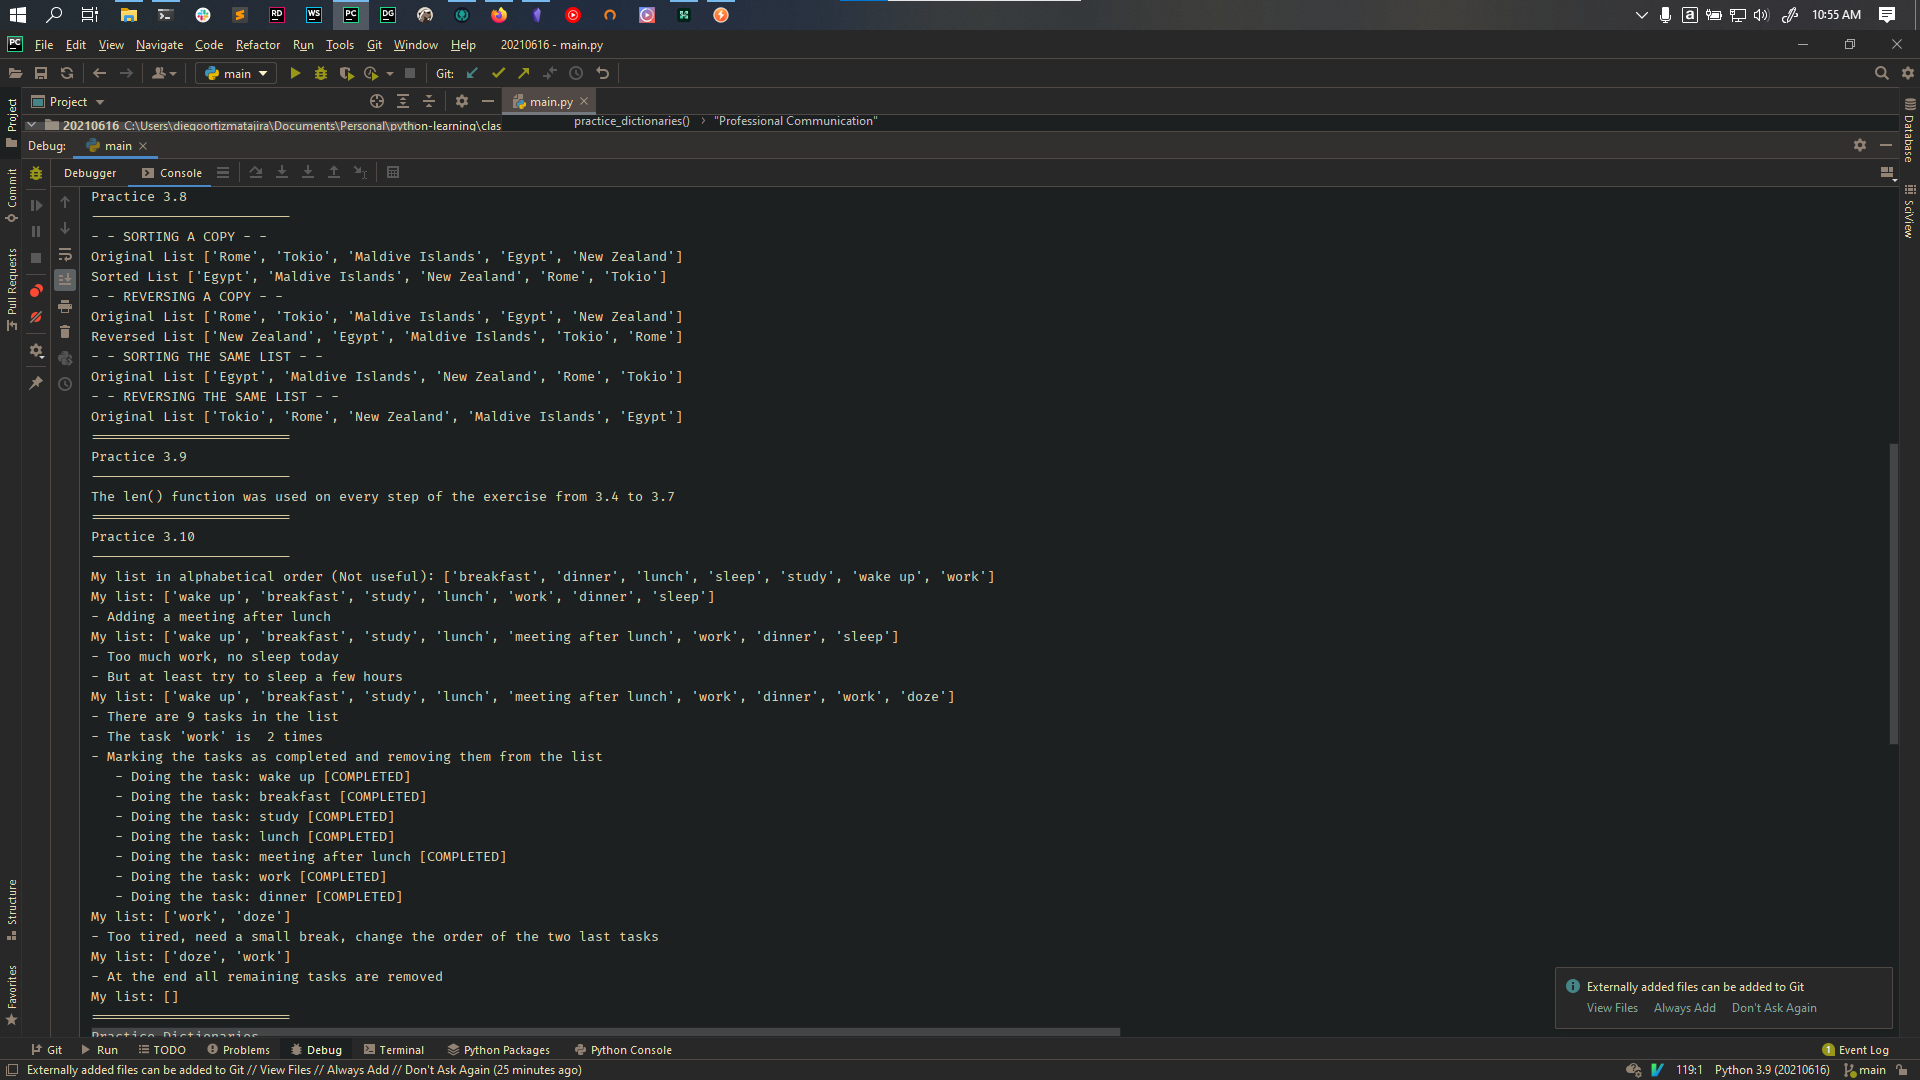 10:55 AM
File Edit View Navigate Code Refactor Run Tools Git Window Help 20210616 - main.py
main Git:
Project main.py
20210616 C:\Users\diegoortizmatajira\Documents\Personal\python-learning\clas practice_dictionaries() "Professional Communication"
Debug: main
Debugger Console
Practice 3.8
- - SORTING A COPY - -
Original List ['Rome', 'Tokio', 'Maldive Islands', 'Egypt', 'New Zealand']
Sorted List ['Egypt', 'Maldive Islands', 'New Zealand', 'Rome', 'Tokio']
- - REVERSING A COPY - -
Original List ['Rome', 'Tokio', 'Maldive Islands', 'Egypt', 'New Zealand']
Reversed List ['New Zealand', 'Egypt', 'Maldive Islands', 'Tokio', 'Rome']
- - SORTING THE SAME LIST - -
Original List ['Egypt', 'Maldive Islands', 'New Zealand', 'Rome', 'Tokio']
- - REVERSING THE SAME LIST - -
Original List ['Tokio', 'Rome', 'New Zealand', 'Maldive Islands', 'Egypt']
Practice 3.9
The len() function was used on every step of the exercise from 3.4 to 3.7
Practice 3.10
My list in alphabetical order (Not useful): ['breakfast', 'dinner', 'lunch', 'sleep', 'study', 'wake up', 'work']
My list: ['wake up', 'breakfast', 'study', 'lunch', 'work', 'dinner', 'sleep']
- Adding a meeting after lunch
My list: ['wake up', 'breakfast', 'study', 'lunch', 'meeting after lunch', 'work', 'dinner', 'sleep']
- Too much work, no sleep today
- But at least try to sleep a few hours
My list: ['wake up', 'breakfast', 'study', 'lunch', 'meeting after lunch', 'work', 'dinner', 'work', 'doze']
- There are 9 tasks in the list
- The task 'work' is  2 times
- Marking the tasks as completed and removing them from the list
- Doing the task: wake up [COMPLETED]
- Doing the task: breakfast [COMPLETED]
- Doing the task: study [COMPLETED]
- Doing the task: lunch [COMPLETED]
- Doing the task: meeting after lunch [COMPLETED]
- Doing the task: work [COMPLETED]
- Doing the task: dinner [COMPLETED]
My list: ['work', 'doze']
- Too tired, need a small break, change the order of the two last tasks
My list: ['doze', 'work']
- At the end all remaining tasks are removed
My list: []
Practice Dictionaries
Project
Commit
Pull Requests
Structure
Favorites
Database
SciView
Externally added files can be added to Git
View Files Always Add Don't Ask Again
Git Run TODO Problems Debug Terminal Python Packages Python Console 1 Event Log
Externally added files can be added to Git // View Files // Always Add // Don't Ask Again (25 minutes ago) 119:1 Python 3.9 (20210616) main